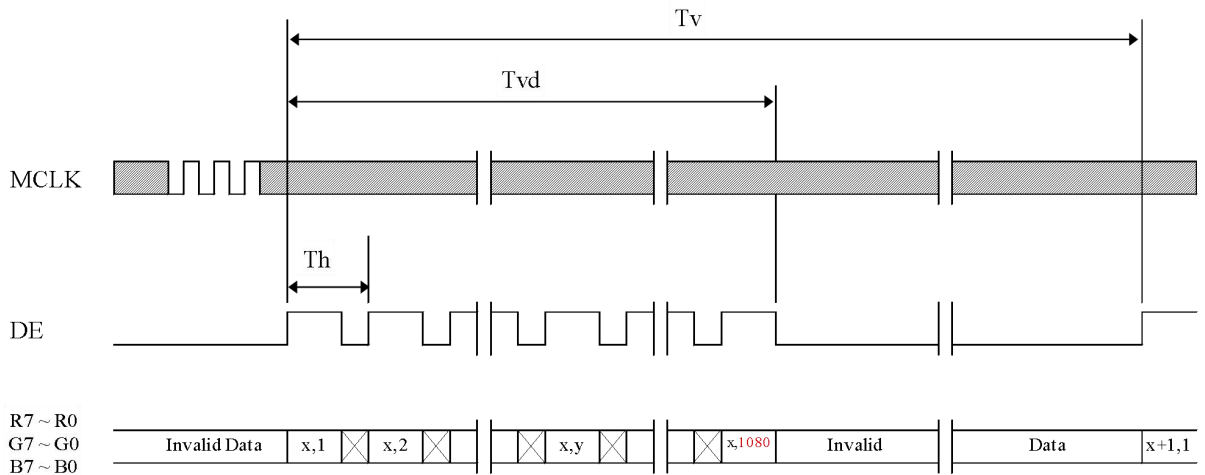 Tv
Tvd
MCLK
Th
DE
R7 ~ R0
G7 ~ G0
B7 ~ B0
Invalid Data x,1 x,2 x,y x,1080 Invalid Data x+1,1